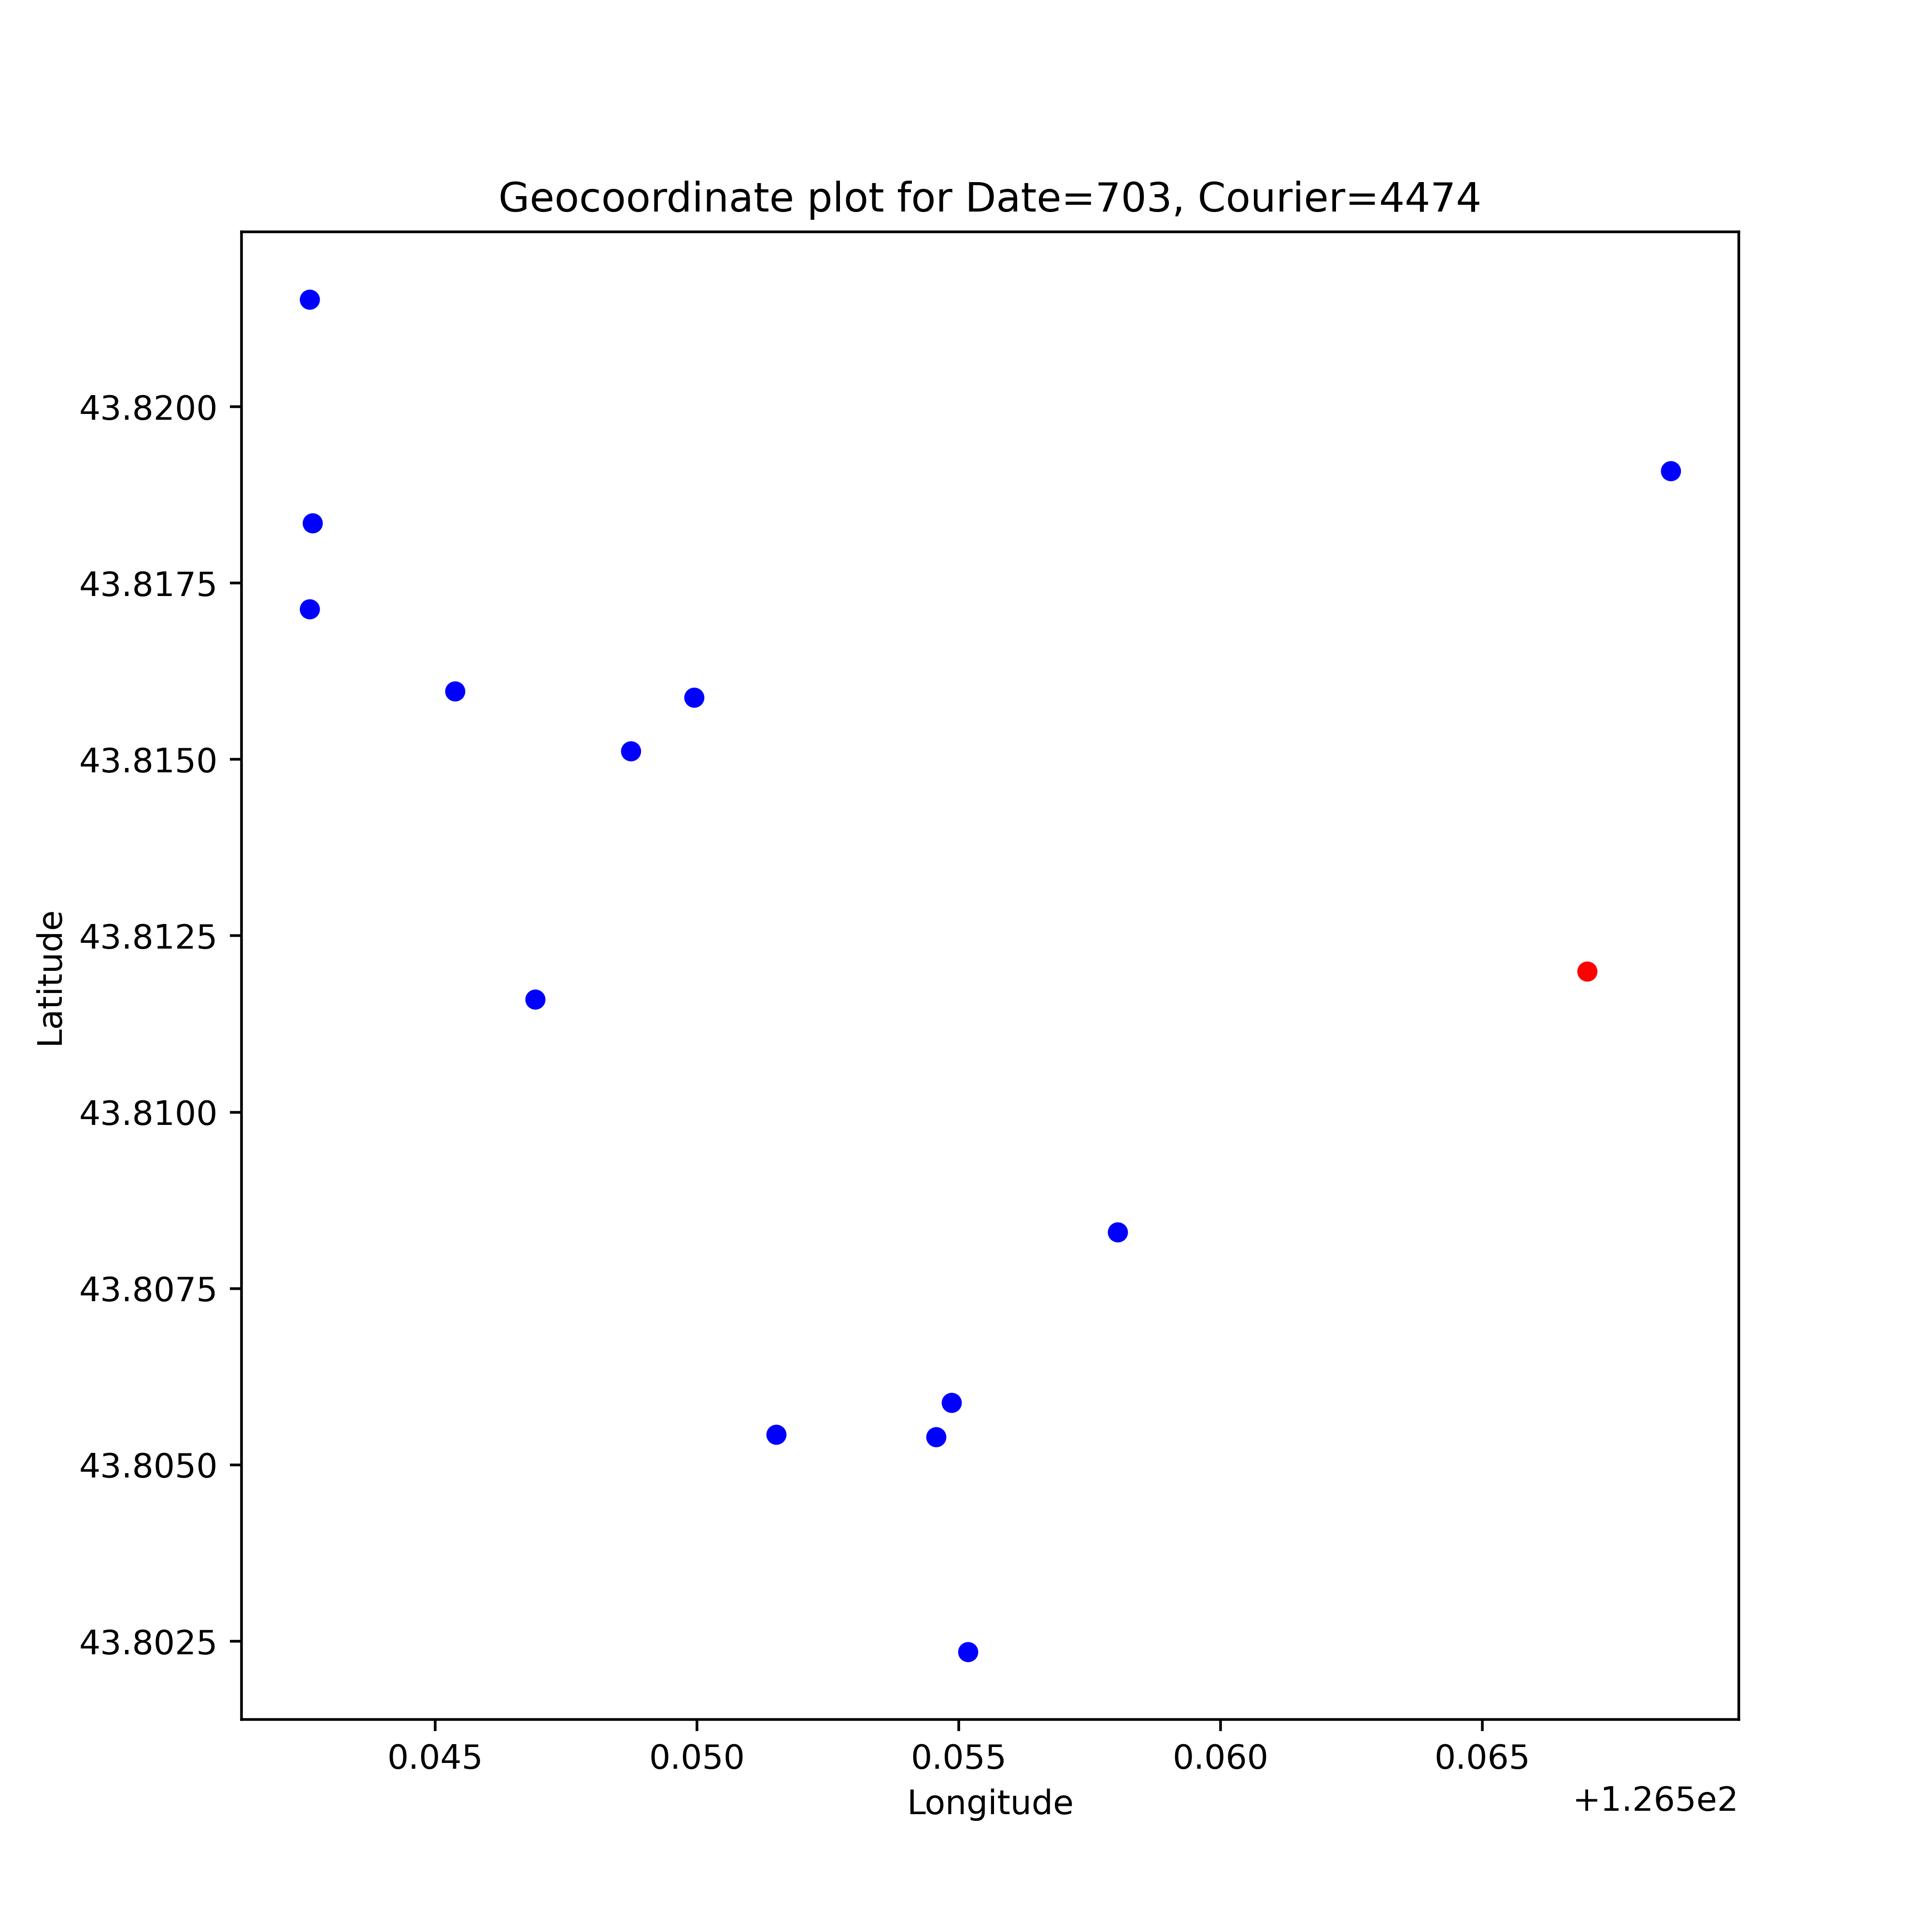 Geocoordinate plot for Date=703, Courier=4474
43.8200
43.8175
43.8150
43.8125
43.8100
43.8075
43.8050
43.8025
Latitude
0.045 0.050 0.055 0.060 0.065
Longitude
+1.265e2